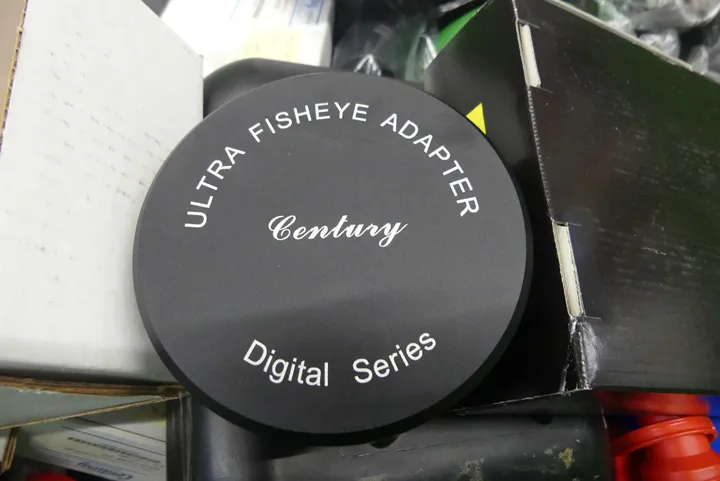 ULTRA FISHEYE ADAPTER
Century
Digital Series